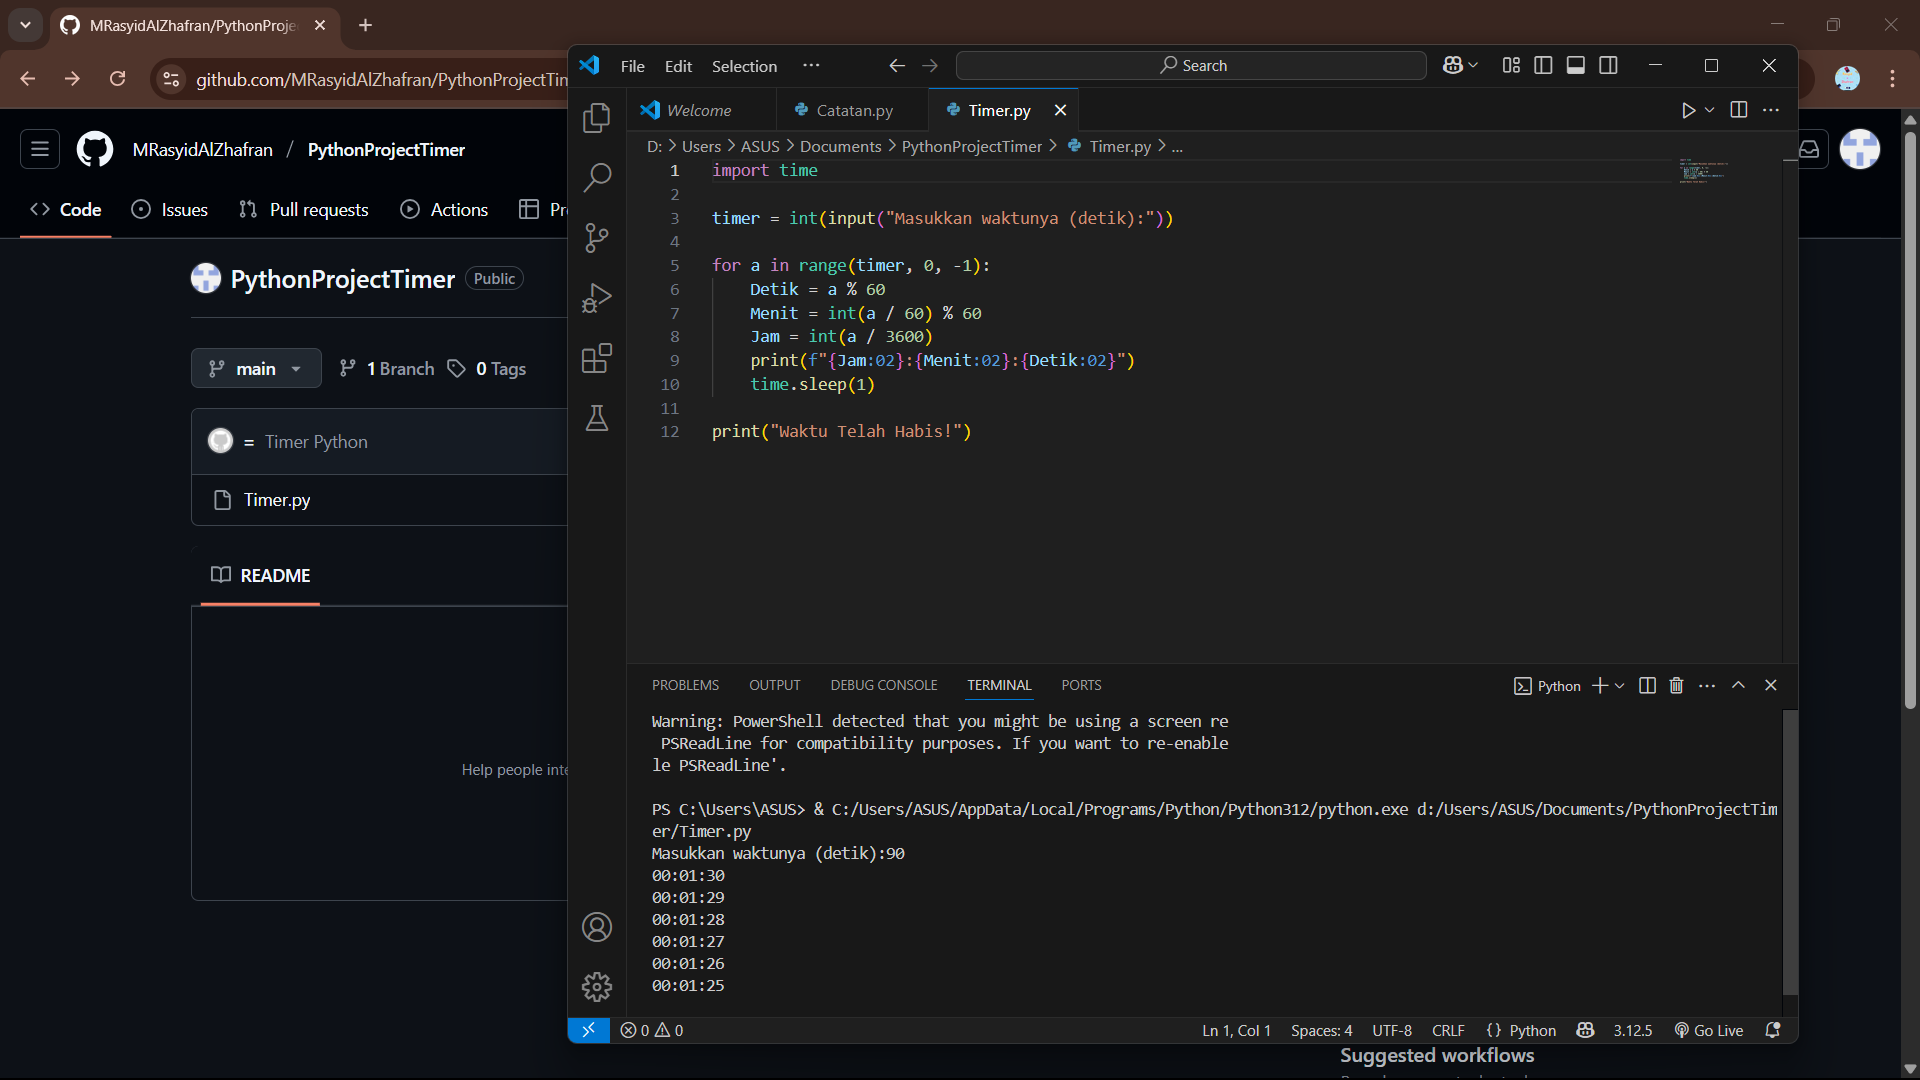 MRasyidAlZhafran/PythonProje
github.com/MRasyidAlZhafran/PythonProjectTim
MRasyidAlZhafran / PythonProjectTimer
Code
Issues
Pull requests
Actions
Pr
PythonProjectTimer Public
main
1 Branch
0 Tags
= Timer Python
Timer.py
README
Help people inte
File Edit Selection ···
Search
Welcome
Catatan.py
Timer.py
D: > Users > ASUS > Documents > PythonProjectTimer > Timer.py > ...
1 import time
2
3 timer = int(input("Masukkan waktunya (detik):"))
4
5 for a in range(timer, 0, -1):
6 Detik = a % 60
7 Menit = int(a / 60) % 60
8 Jam = int(a / 3600)
9 print(f"{Jam:02}:{Menit:02}:{Detik:02}")
10 time.sleep(1)
11
12 print("Waktu Telah Habis!")
PROBLEMS OUTPUT DEBUG CONSOLE TERMINAL PORTS
Python
Warning: PowerShell detected that you might be using a screen re
PSReadLine for compatibility purposes. If you want to re-enable
le PSReadLine'.
PS C:\Users\ASUS> & C:/Users/ASUS/AppData/Local/Programs/Python/Python312/python.exe d:/Users/ASUS/Documents/PythonProjectTim
er/Timer.py
Masukkan waktunya (detik):90
00:01:30
00:01:29
00:01:28
00:01:27
00:01:26
00:01:25
0 0
Ln 1, Col 1 Spaces: 4 UTF-8 CRLF {} Python 3.12.5 Go Live
Suggested workflows